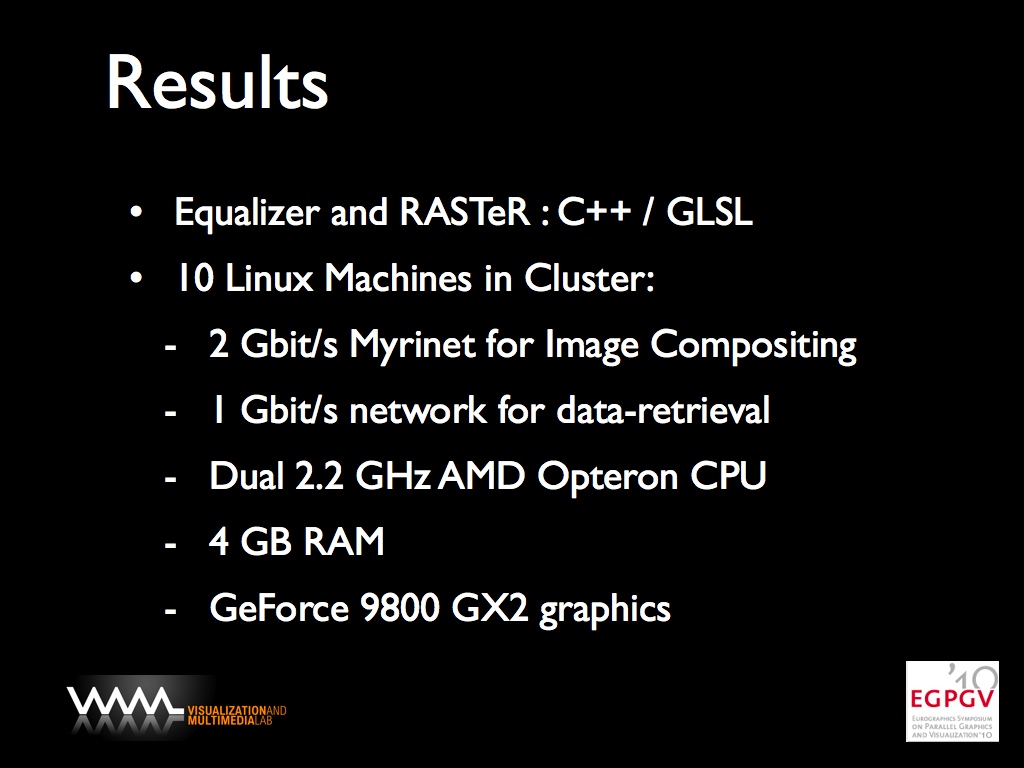 Results
• Equalizer and RASTeR : C++ / GLSL
• 10 Linux Machines in Cluster:
- 2 Gbit/s Myrinet for Image Compositing
- 1 Gbit/s network for data-retrieval
- Dual 2.2 GHz AMD Opteron CPU
- 4 GB RAM
- GeForce 9800 GX2 graphics
VISUALIZATIONAND
MULTIMEDIALAB
'10
EGPGV
Eurographics Symposium
on Parallel Graphics
and Visualization'10